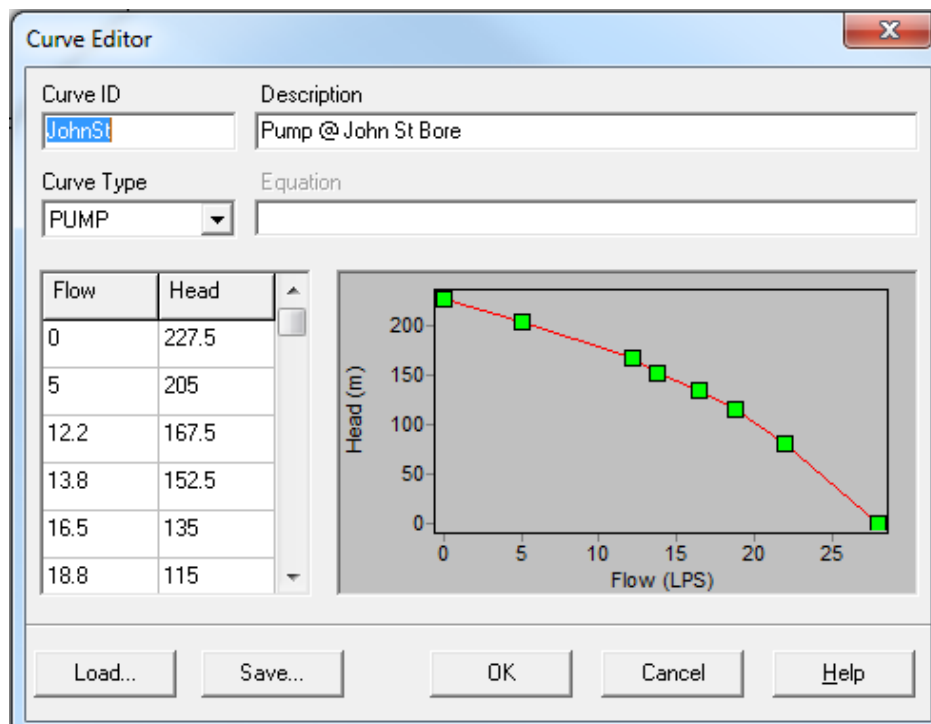 Curve Editor
Curve ID Description
JohnSt Pump @ John St Bore
Curve Type Equation
PUMP
Flow Head
0 227.5
5 205
12.2 167.5
13.8 152.5
16.5 135
18.8 115
Head (m)
200
150
100
50
0
0 5 10 15 20 25
Flow (LPS)
Load... Save... OK Cancel Help